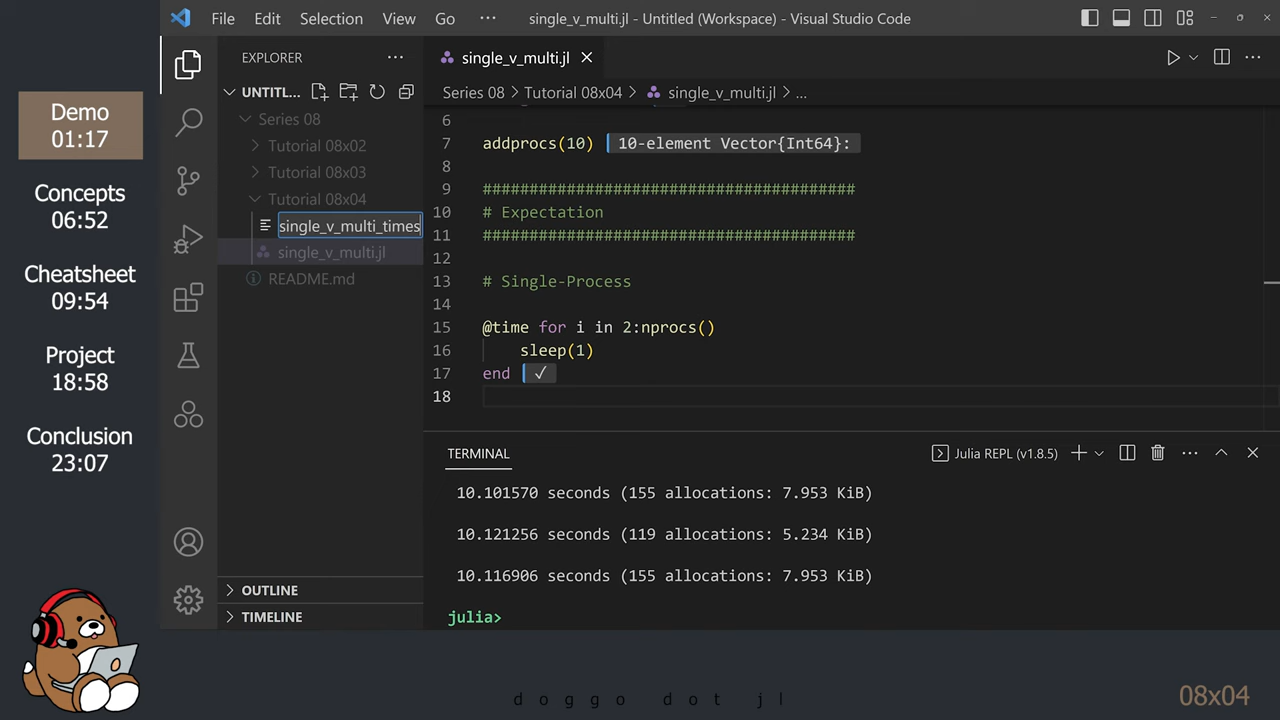 Demo
01:17
Concepts
06:52
Cheatsheet
09:54
Project
18:58
Conclusion
23:07
File Edit Selection View Go ··· single_v_multi.jl - Untitled (Workspace) - Visual Studio Code
EXPLORER ···
UNTITL...
Series 08
Tutorial 08x02
Tutorial 08x03
Tutorial 08x04
single_v_multi_times
single_v_multi.jl
README.md
OUTLINE
TIMELINE
single_v_multi.jl
Series 08 > Tutorial 08x04 > single_v_multi.jl > ...
6
7 addprocs(10) 10-element Vector{Int64}:
8
9 ########################################
10 # Expectation
11 ########################################
12
13 # Single-Process
14
15 @time for i in 2:nprocs()
16 sleep(1)
17 end ✓
18
TERMINAL Julia REPL (v1.8.5)
10.101570 seconds (155 allocations: 7.953 KiB)
10.121256 seconds (119 allocations: 5.234 KiB)
10.116906 seconds (155 allocations: 7.953 KiB)
julia>
doggo dot jl
08x04